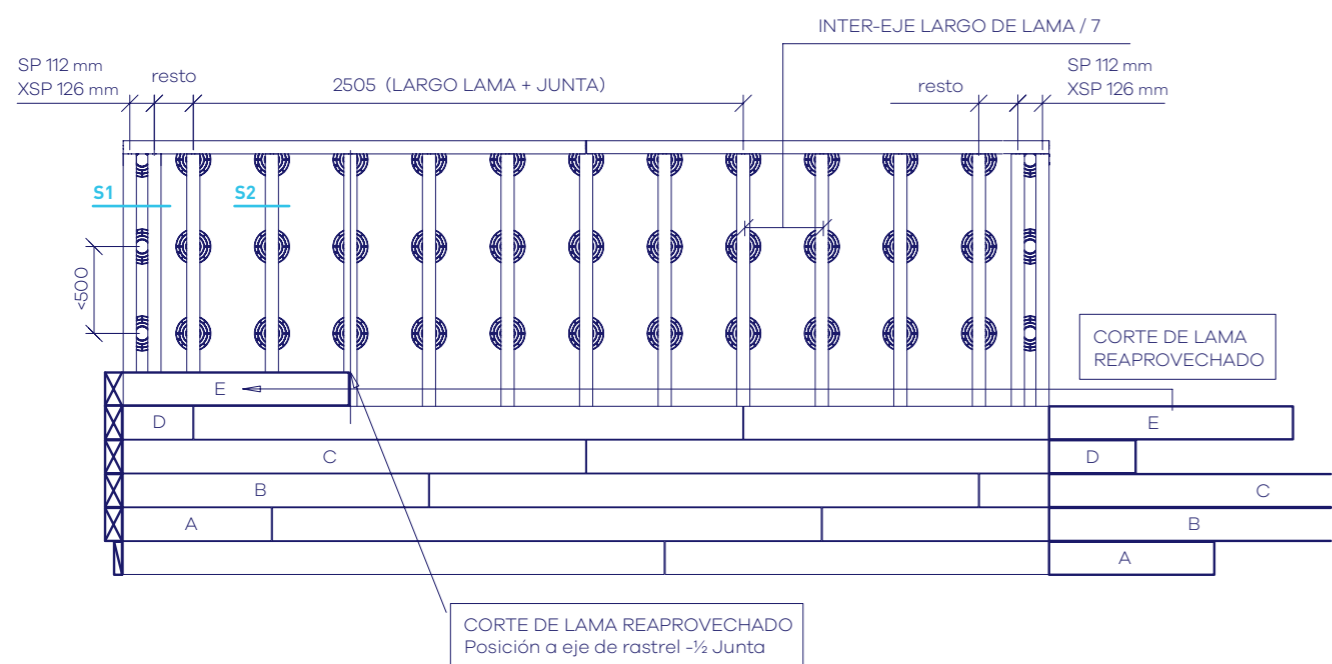 INTER-EJE LARGO DE LAMA / 7
SP 112 mm
XSP 126 mm
resto
2505 (LARGO LAMA + JUNTA)
resto
SP 112 mm
XSP 126 mm
S1
S2
<500
CORTE DE LAMA
REAPROVECHADO
E
D
E
C
D
B
C
A
B
A
CORTE DE LAMA REAPROVECHADO
Posición a eje de rastrel -½ Junta